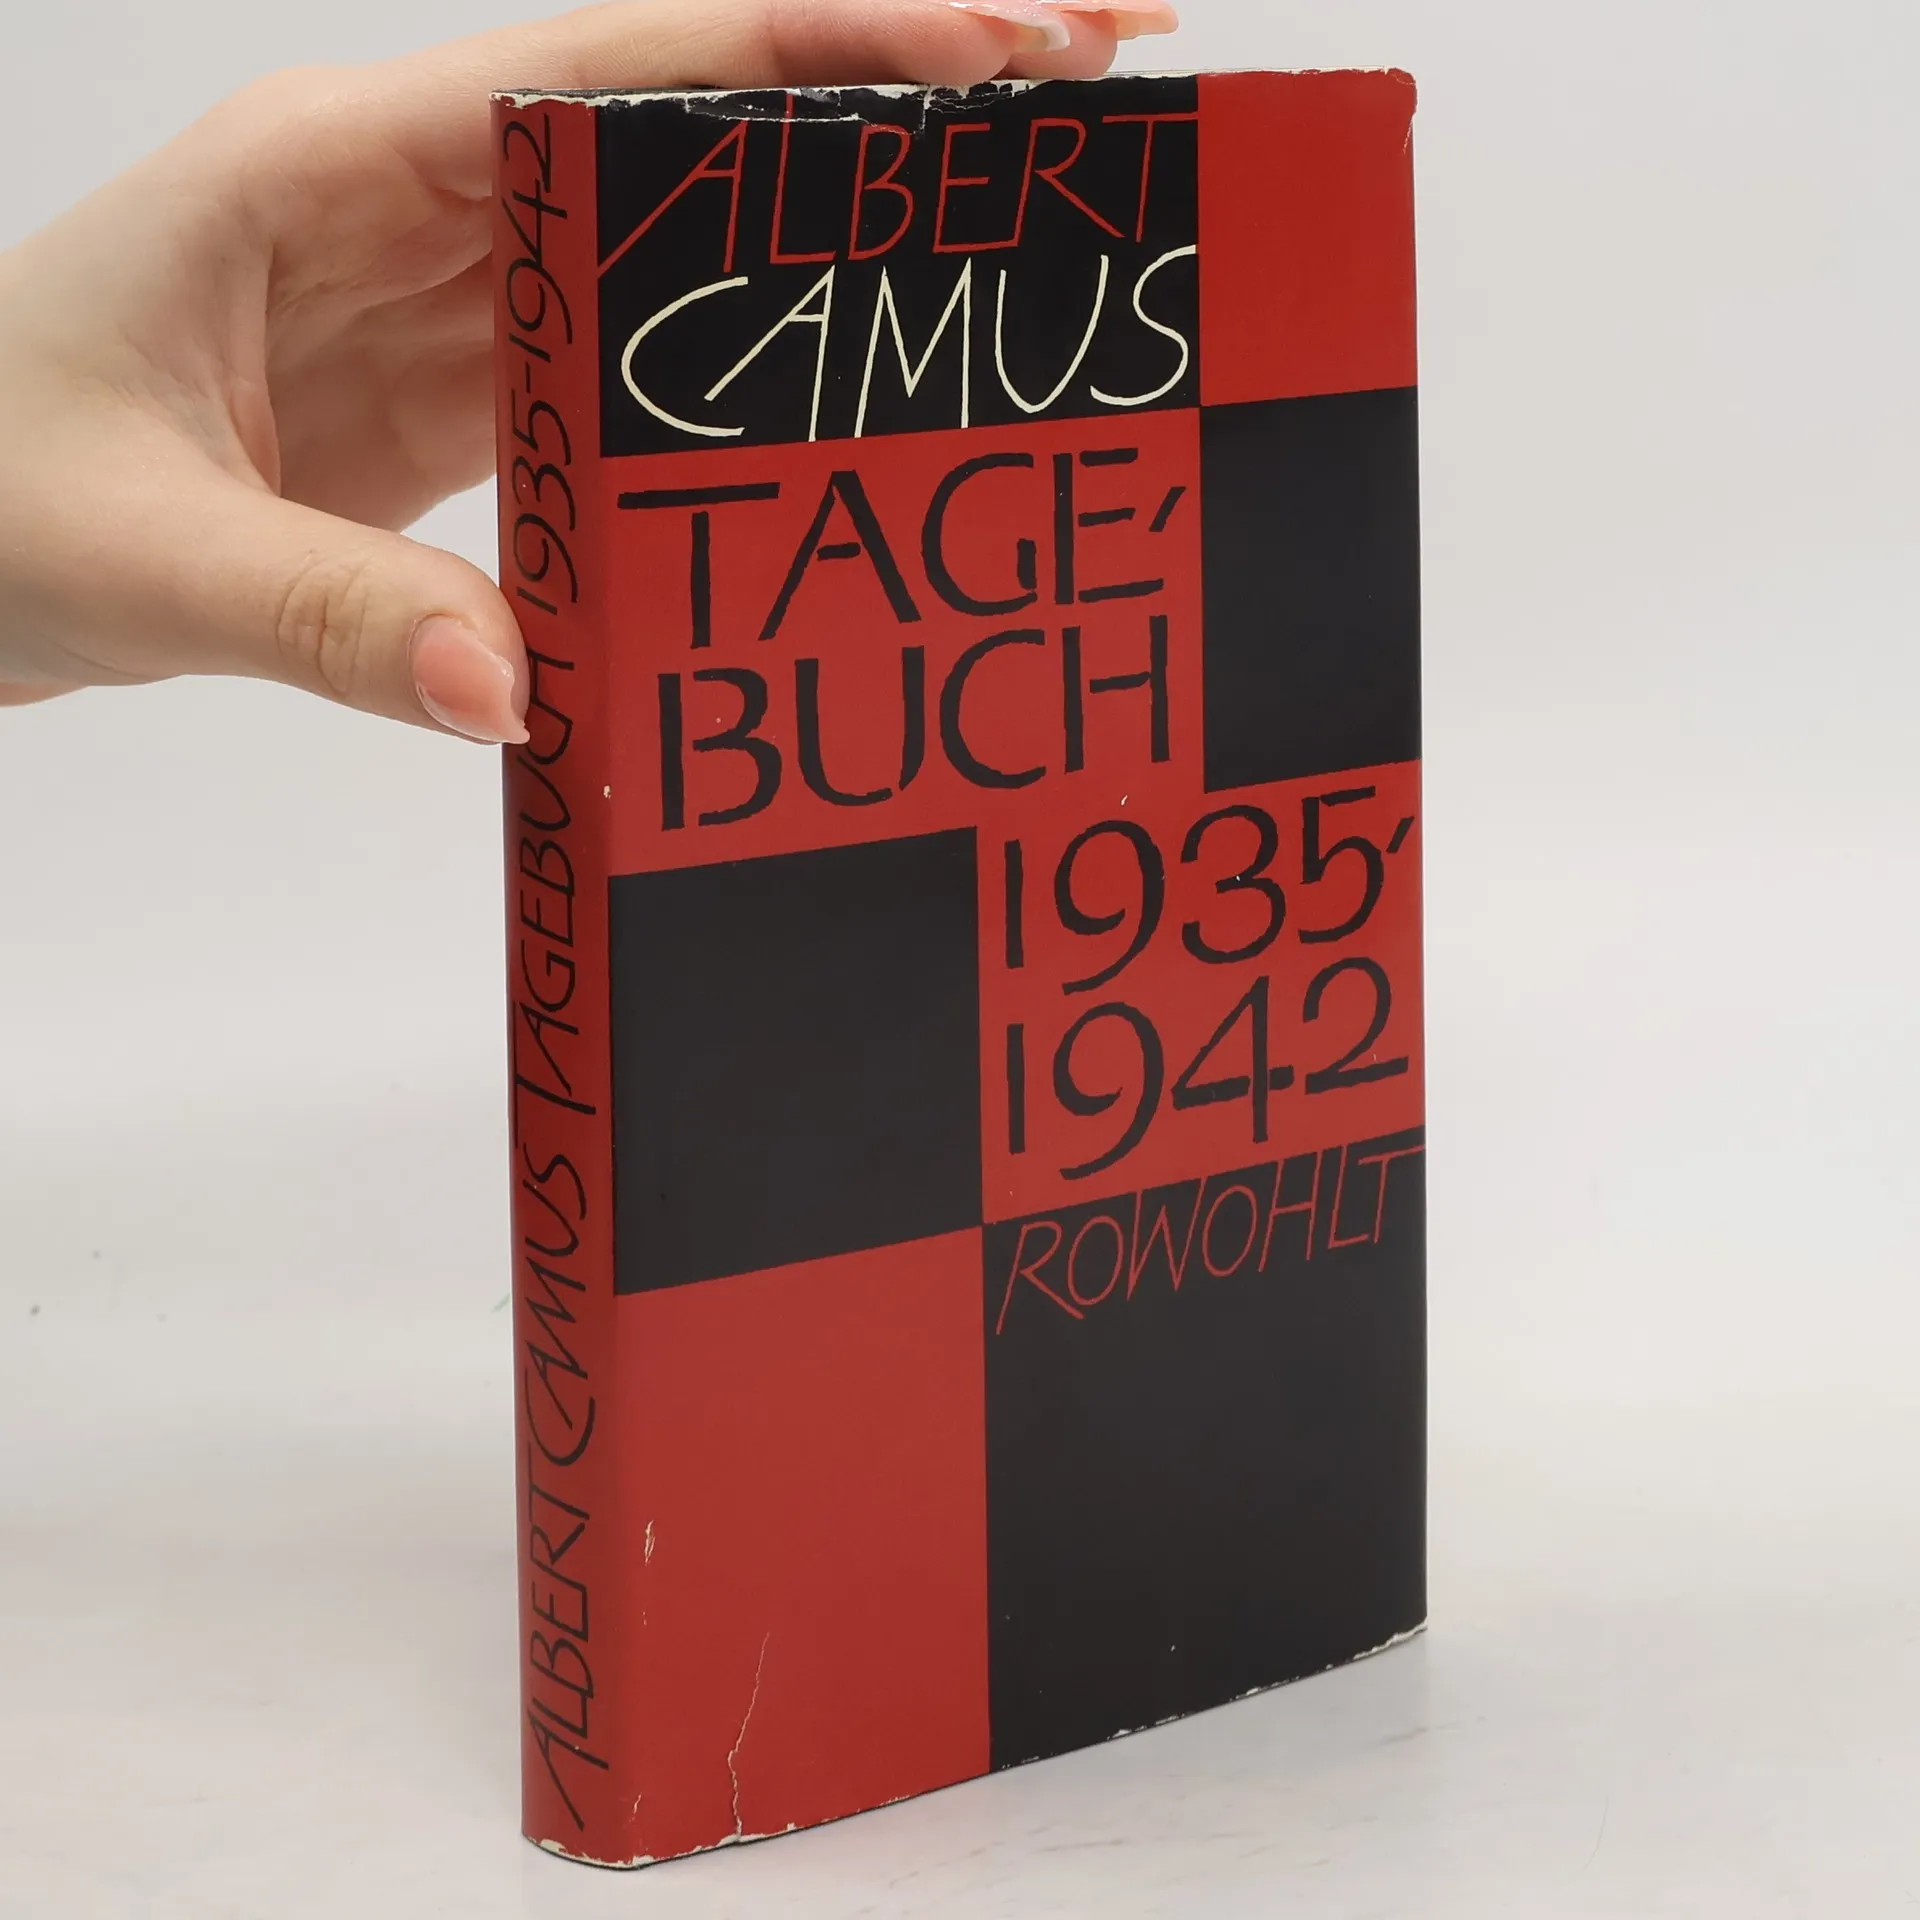 ALBERT CAMUS TAGEBUCH 1935-1942
ALBERT
CAMUS
TAGE-
BUCH
1935-
1942
ROWOHLT